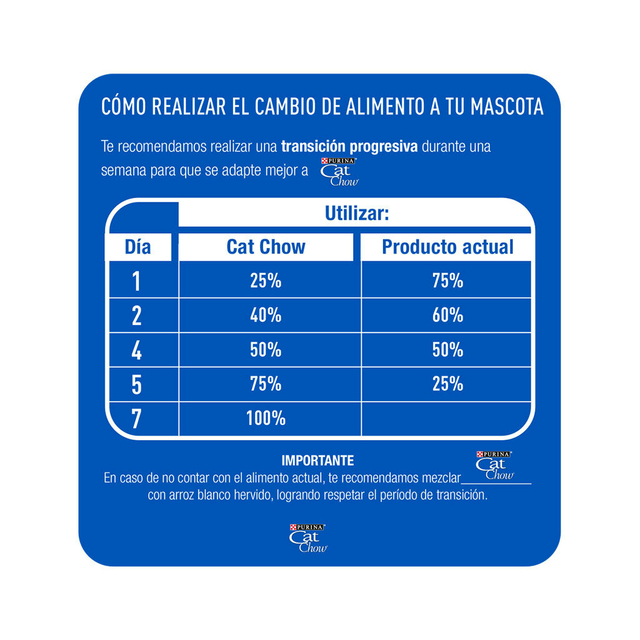 CÓMO REALIZAR EL CAMBIO DE ALIMENTO A TU MASCOTA
Te recomendamos realizar una transición progresiva durante una
semana para que se adapte mejor a PURINA Cat Chow
Utilizar:
Día Cat Chow Producto actual
1 25% 75%
2 40% 60%
4 50% 50%
5 75% 25%
7 100%
IMPORTANTE
En caso de no contar con el alimento actual, te recomendamos mezclar PURINA Cat Chow
con arroz blanco hervido, logrando respetar el período de transición.
PURINA
Cat
Chow